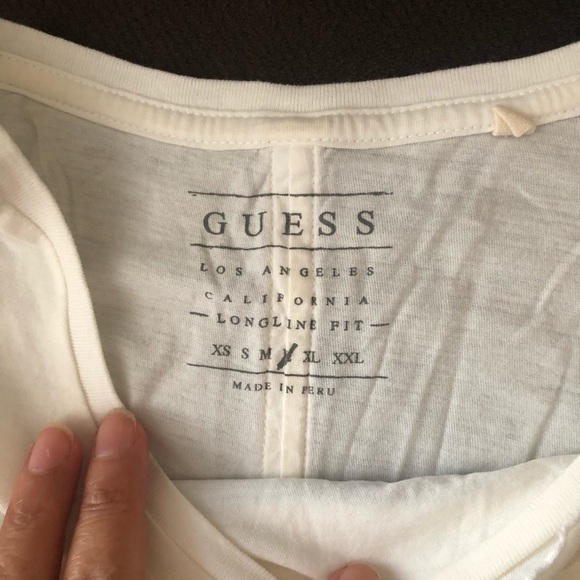 GUESS
LOS ANGELES
CALIFORNIA
LONGLINE FIT
XS S M XL XXL
MADE IN PERU